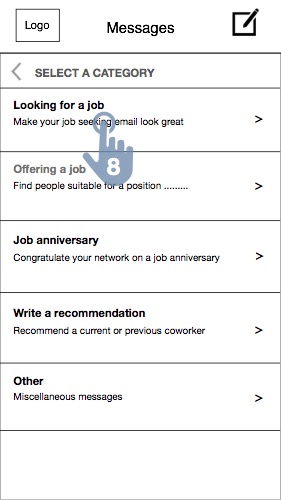 Logo
Messages
SELECT A CATEGORY
Looking for a job
Make your job seeking email look great
>
8
Offering a job
Find people suitable for a position .........
>
Job anniversary
Congratulate your network on a job anniversary
>
Write a recommendation
Recommend a current or previous coworker
>
Other
Miscellaneous messages
>